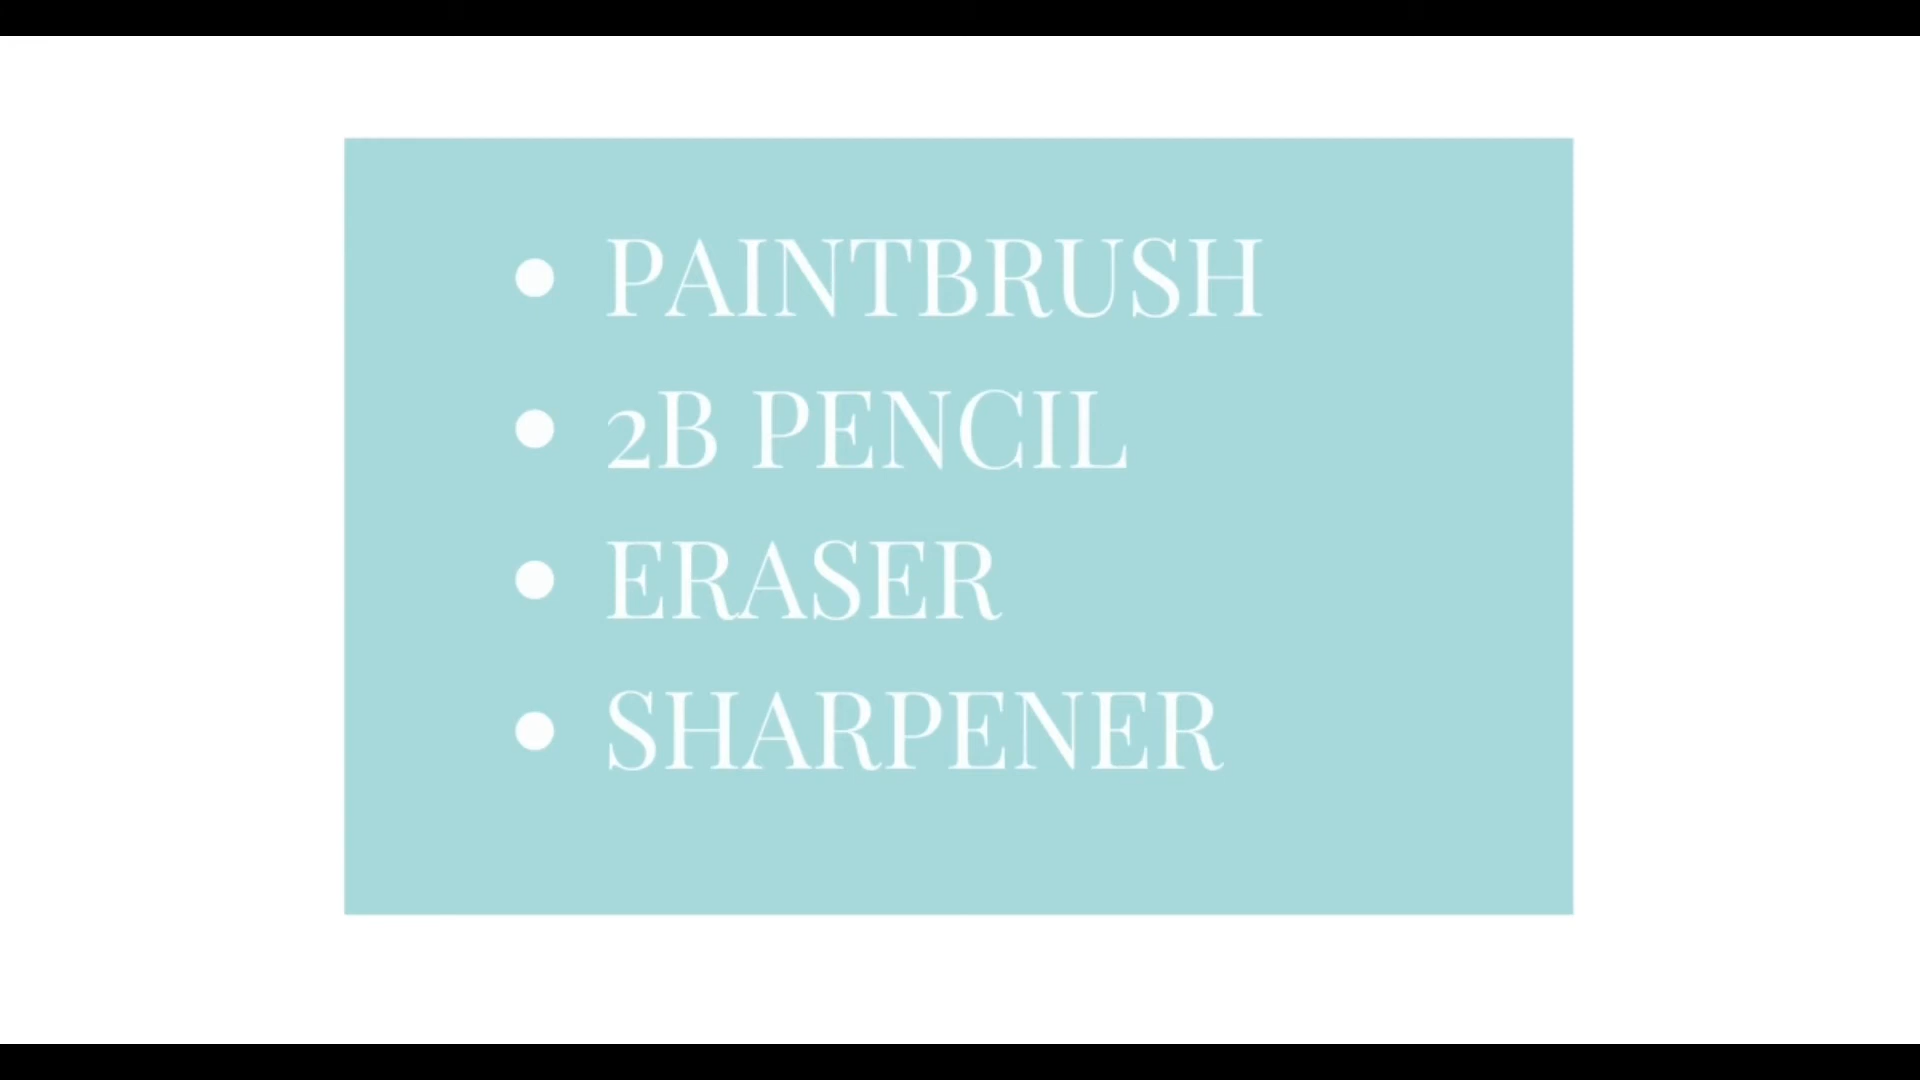 • PAINTBRUSH
• 2B PENCIL
• ERASER
• SHARPENER